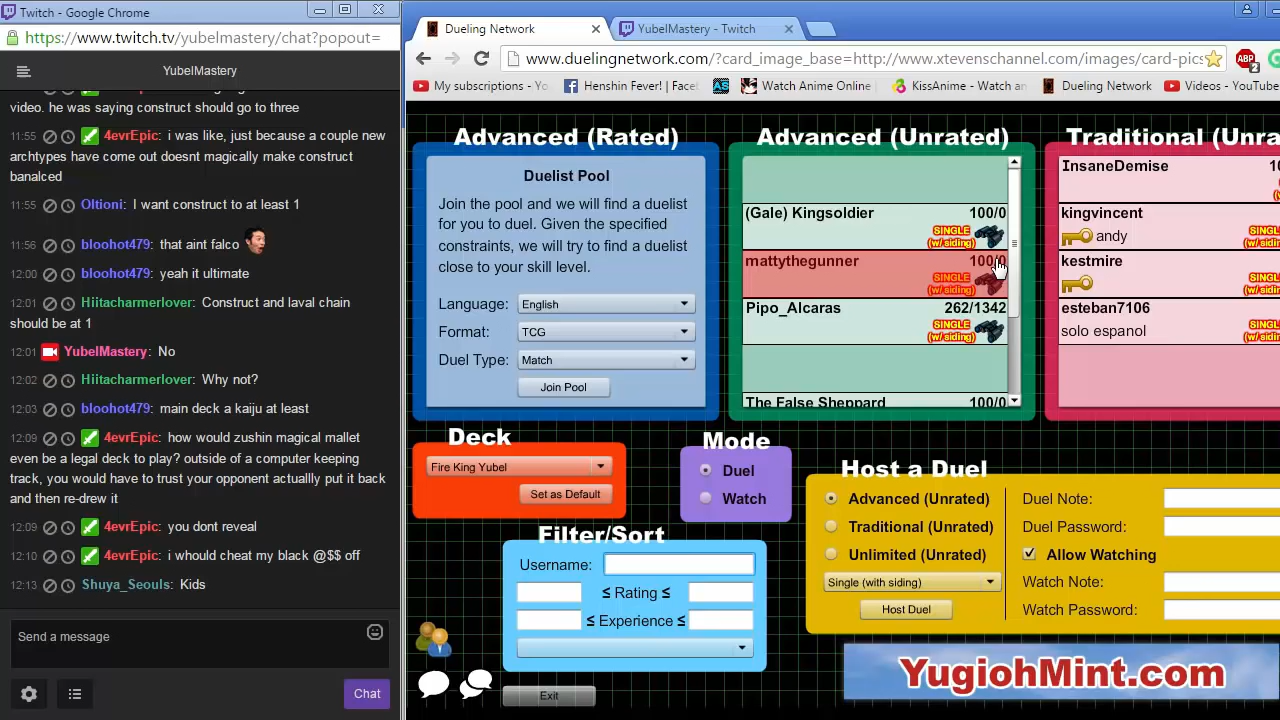 Twitch - Google Chrome
https://www.twitch.tv/yubelmastery/chat?popout=
YubelMastery
video. he was saying construct should go to three
11:55 4evrEpic: i was like, just because a couple new
archtypes have come out doesnt magically make construct
banalced
11:55 Oltioni: I want construct to at least 1
11:56 bloohot479: that aint falco
12:00 bloohot479: yeah it ultimate
12:00 Hiitacharmerlover: Construct and laval chain
should be at 1
12:01 YubelMastery: No
12:02 Hiitacharmerlover: Why not?
12:03 bloohot479: main deck a kaiju at least
12:09 4evrEpic: how would zushin magical mallet
even be a legal deck to play? outside of a computer keeping
track, you would have to trust your opponent actuallly put it back
and then re-drew it
12:09 4evrEpic: you dont reveal
12:10 4evrEpic: i whould cheat my black @$$ off
12:13 Shuya_Seouls: Kids
Send a message
Chat
Dueling Network
YubelMastery - Twitch
www.duelingnetwork.com/?card_image_base=http://www.xtevenschannel.com/images/card-pics
ABP
2
My subscriptions - Yo
Henshin Fever! | Face
AS
Watch Anime Online
KissAnime - Watch an
Dueling Network
Videos - YouTube
Advanced (Rated)
Duelist Pool
Join the pool and we will find a duelist
for you to duel. Given the specified
constraints, we will try to find a duelist
close to your skill level.
Language: English
Format: TCG
Duel Type: Match
Join Pool
Advanced (Unrated)
(Gale) Kingsoldier 100/0
SINGLE
(w/ siding)
mattythegunner 100/0
SINGLE
(w/ siding)
Pipo_Alcaras 262/1342
SINGLE
(w/ siding)
The False Sheppard 100/0
Traditional (Unra
InsaneDemise 10
kingvincent
andy
SING
(w/ sid
kestmire
SING
(w/ sid
esteban7106
solo espanol
SING
(w/ sid
Deck
Fire King Yubel
Set as Default
Mode
Duel
Watch
Filter/Sort
Username:
≤ Rating ≤
≤ Experience ≤
Exit
Host a Duel
Advanced (Unrated)
Traditional (Unrated)
Unlimited (Unrated)
Single (with siding)
Host Duel
Duel Note:
Duel Password:
Allow Watching
Watch Note:
Watch Password:
YugiohMint.com